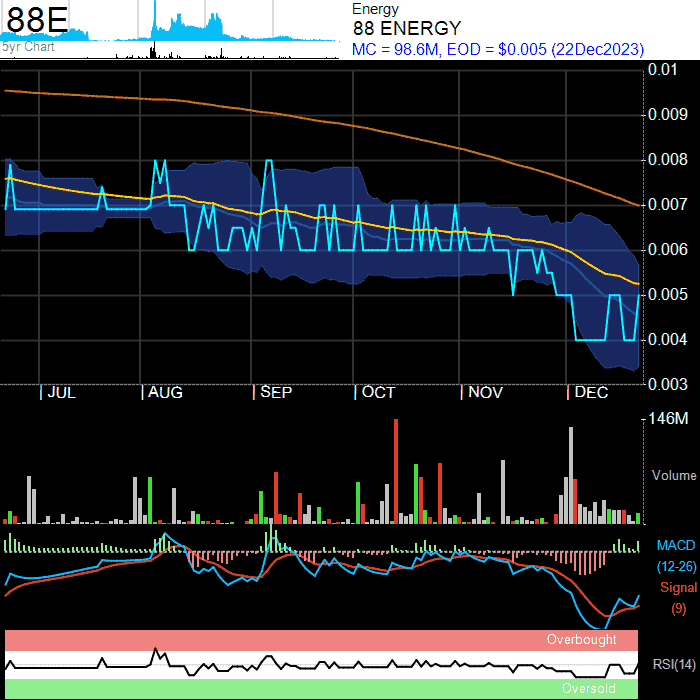 88E
5yr Chart
Energy
88 ENERGY
MC = 98.6M, EOD = $0.005 (22Dec2023)
0.01
0.009
0.008
0.007
0.006
0.005
0.004
0.003
JUL AUG SEP OCT NOV DEC
146M
Volume
MACD
(12-26)
Signal
(9)
Overbought
RSI(14)
Oversold